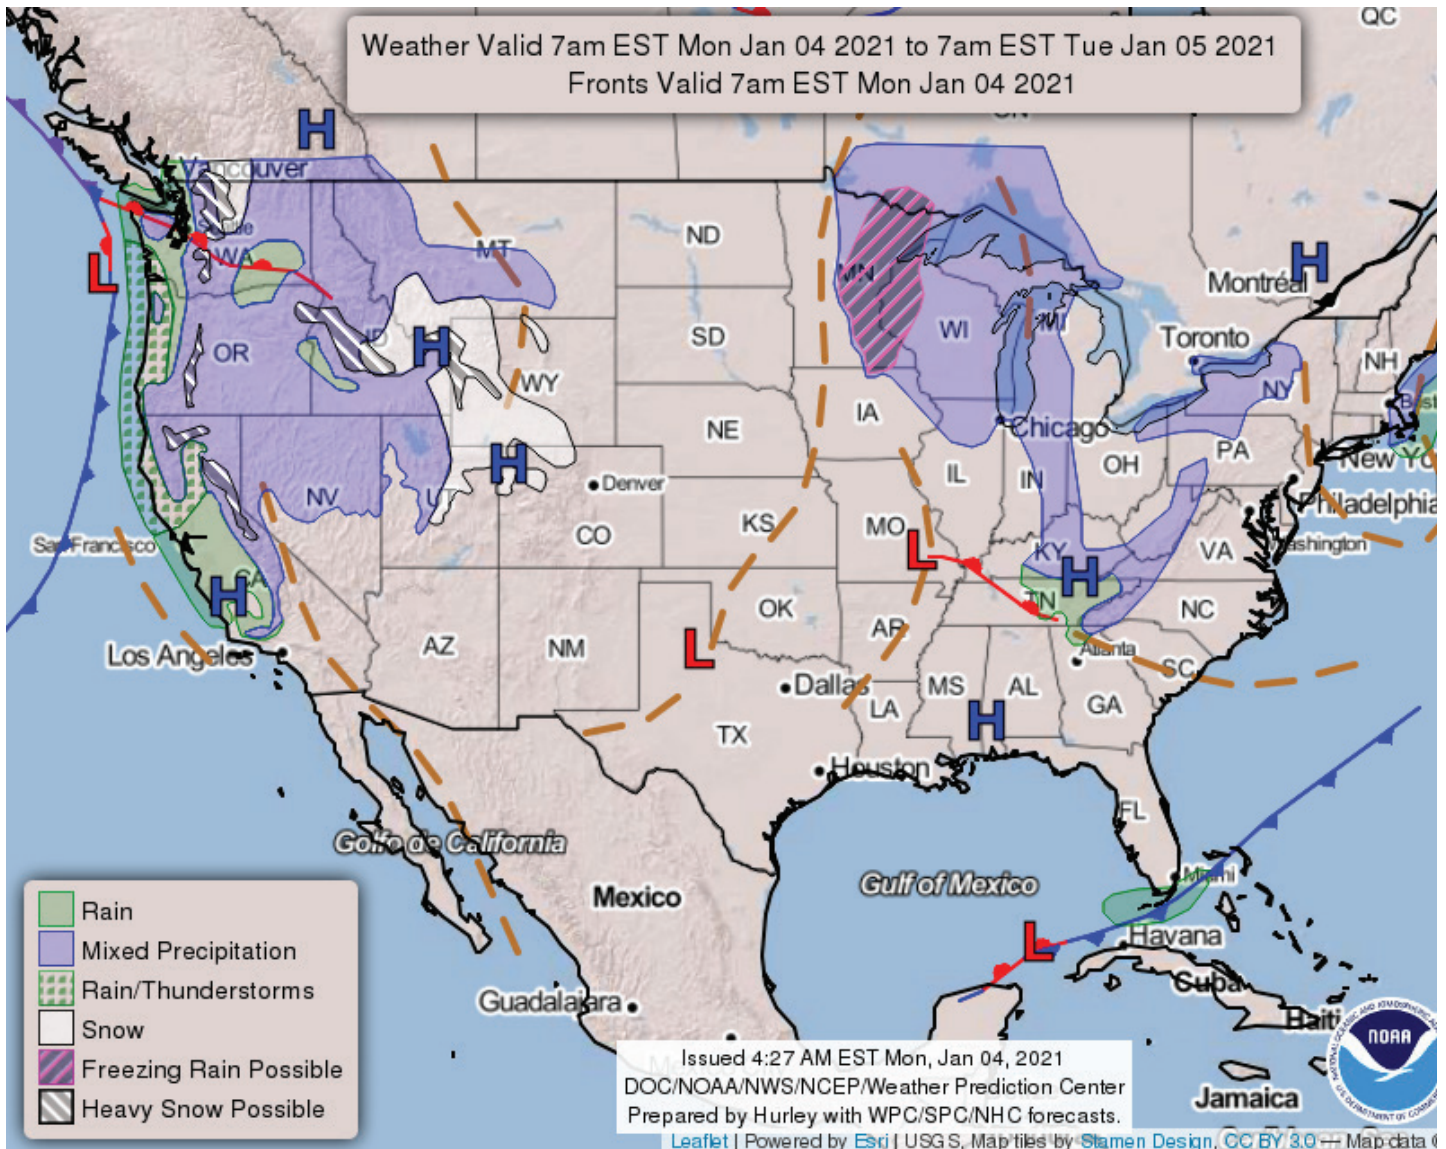 QC
Weather Valid 7am EST Mon Jan 04 2021 to 7am EST Tue Jan 05 2021
Fronts Valid 7am EST Mon Jan 04 2021
H
Vancouver
Seattle
WA
MT
ND
MN
H
Montréal
L
OR
ID
H
SD
WI
MI
Toronto
NH
WY
IA
NY
NE
Chicago
H
Denver
IL
IN
OH
PA
New Yo
NV
UT
CO
KS
MO
Philadelphia
San Francisco
L
KY
VA
Washington
H
CA
H
OK
TN
NC
AR
Los Angeles
AZ
NM
L
Atlanta
SC
Dallas
MS
AL
LA
GA
H
TX
Houston
FL
Golfo de California
Gulf of Mexico
Miami
Mexico
L
Havana
Cuba
Guadalajara
Haiti
Jamaica
Rain
Mixed Precipitation
Rain/Thunderstorms
Snow
Freezing Rain Possible
Heavy Snow Possible
NOAA
Issued 4:27 AM EST Mon, Jan 04, 2021
DOC/NOAA/NWS/NCEP/Weather Prediction Center
Prepared by Hurley with WPC/SPC/NHC forecasts.
Leaflet | Powered by Esri | USGS, Map tiles by Stamen Design, CC BY 3.0 — Map data ©